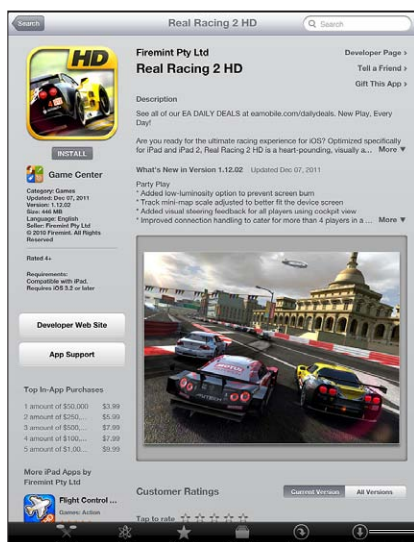 Search
Real Racing 2 HD
Search
Firemint Pty Ltd
Real Racing 2 HD
Developer Page ›
Tell a Friend ›
Gift This App ›
HD
INSTALL
Game Center
Category: Games
Updated: Dec 07, 2011
Version: 1.12.02
Size: 446 MB
Language: English
Seller: Firemint Pty Ltd
© 2010 Firemint. All Rights
Reserved
Rated 4+
Requirements:
Compatible with iPad.
Requires iOS 3.2 or later
Developer Web Site
App Support
Top In-App Purchases
1 amount of $50,000 $3.99
2 amount of $250,... $5.99
3 amount of $500,... $7.99
4 amount of $100,... $7.99
5 amount of $1,00... $9.99
More iPad Apps by
Firemint Pty Ltd
Flight Control ...
Games: Action
Description
See all of our EA DAILY DEALS at eamobile.com/dailydeals. New Play, Every
Day!
Are you ready for the ultimate racing experience for iOS? Optimized specifically
for iPad and iPad 2, Real Racing 2 HD is a heart-pounding, visually a... More ▼
What's New in Version 1.12.02 Updated Dec 07, 2011
Party Play
* Added low-luminosity option to prevent screen burn
* Track mini-map scale adjusted to better fit the device screen
* Added visual steering feedback for all players using cockpit view
* Improved connection handling to cater for more than 4 players in a ... More ▼
Customer Ratings
Current Version
All Versions
Tap to rate